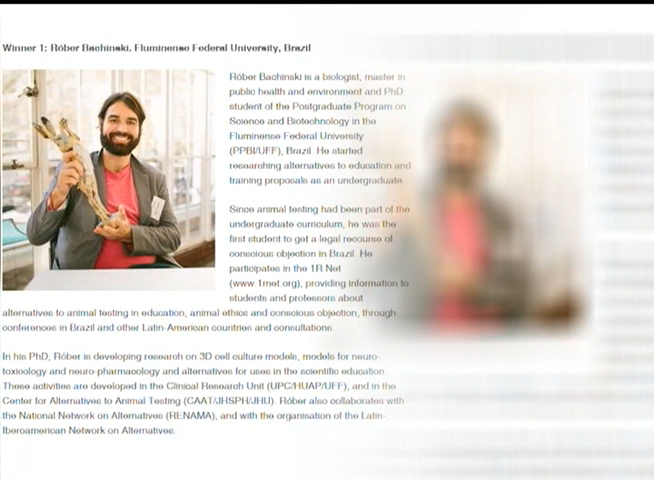 Winner 1: Róber Bachinski. Fluminense Federal University, Brazil
Róber Bachinski is a biologist, master in
public health and environment and PhD
student of the Postgraduate Program on
Science and Biotechnology in the
Fluminense Federal University
(PPBI/UFF), Brazil. He started
researching alternatives to education and
training proposals as an undergraduate.
Since animal testing had been part of the
undergraduate curriculum, he was the
first student to get a legal recourse of
conscious objection in Brazil. He
participates in the 1R Net
(www.1rnet.org), providing information to
students and professors about
alternatives to animal testing in education, animal ethics and conscious objection, through
conferences in Brazil and other Latin-American countries and consultations.
In his PhD, Róber is developing research on 3D cell culture models, models for neuro-
toxicology and neuro-pharmacology and alternatives for uses in the scientific education.
These activities are developed in the Clinical Research Unit (UPC/HUAP/UFF), and in the
Center for Alternatives to Animal Testing (CAAT/JHSPH/JHU). Róber also collaborates with
the National Network on Alternatives (RENAMA), and with the organisation of the Latin-
Iberoamerican Network on Alternatives.